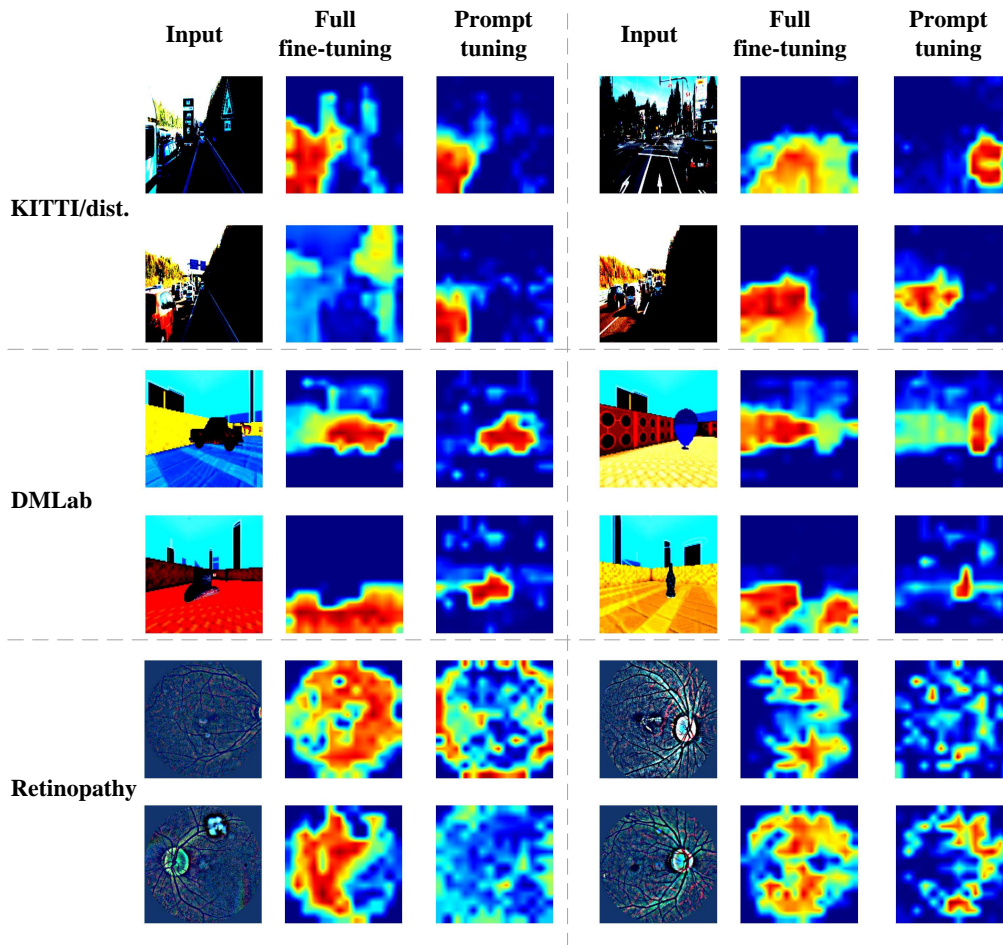 Input
Full
fine-tuning
Prompt
tuning
Input
Full
fine-tuning
Prompt
tuning
KITTI/dist.
DMLab
Retinopathy